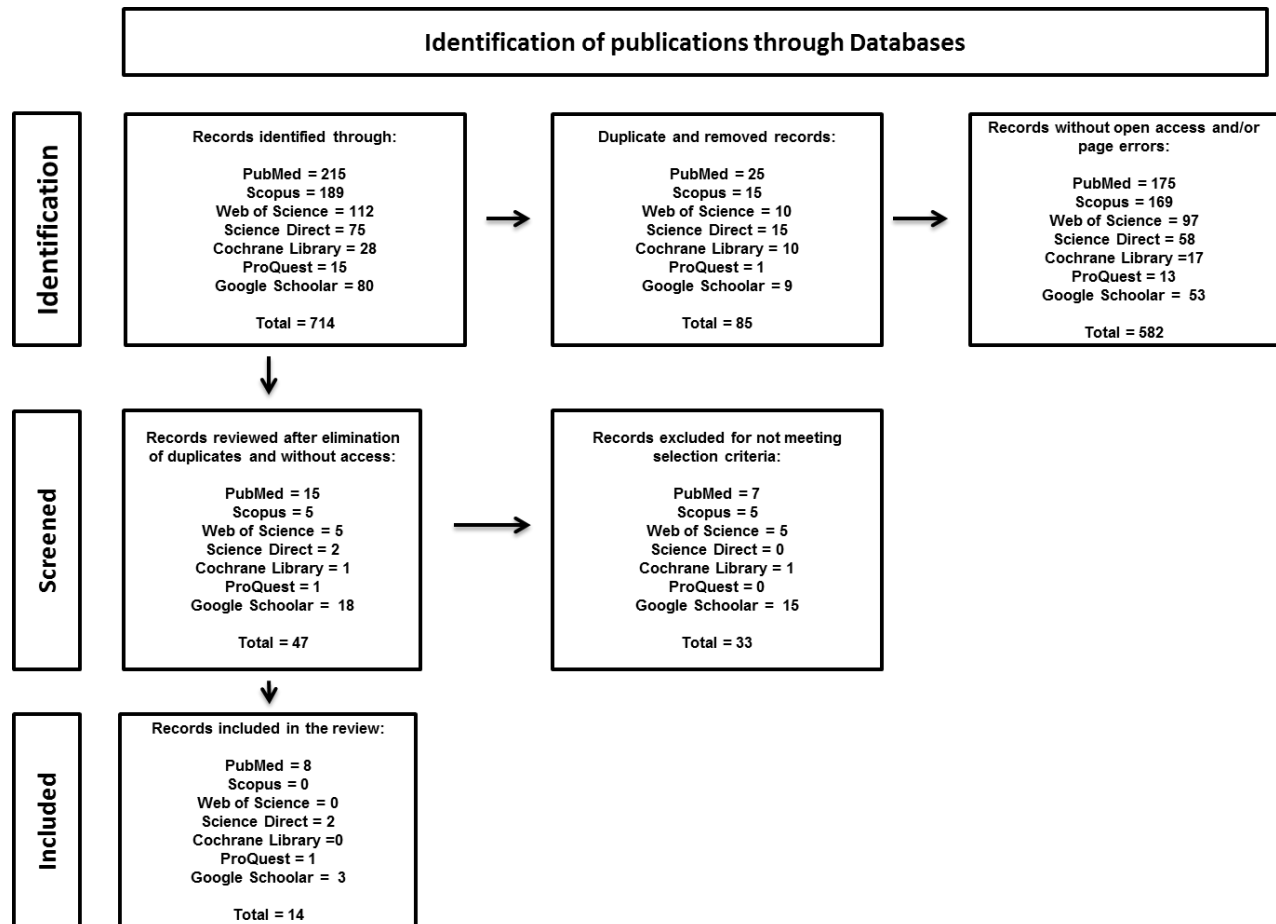 Identification of publications through Databases
Identification
Records identified through:
PubMed = 215
Scopus = 189
Web of Science = 112
Science Direct = 75
Cochrane Library = 28
ProQuest = 15
Google Schoolar = 80
Total = 714
Duplicate and removed records:
PubMed = 25
Scopus = 15
Web of Science = 10
Science Direct = 15
Cochrane Library = 10
ProQuest = 1
Google Schoolar = 9
Total = 85
Records without open access and/or
page errors:
PubMed = 175
Scopus = 169
Web of Science = 97
Science Direct = 58
Cochrane Library =17
ProQuest = 13
Google Schoolar = 53
Total = 582
Screened
Records reviewed after elimination
of duplicates and without access:
PubMed = 15
Scopus = 5
Web of Science = 5
Science Direct = 2
Cochrane Library = 1
ProQuest = 1
Google Schoolar = 18
Total = 47
Records excluded for not meeting
selection criteria:
PubMed = 7
Scopus = 5
Web of Science = 5
Science Direct = 0
Cochrane Library = 1
ProQuest = 0
Google Schoolar = 15
Total = 33
Included
Records included in the review:
PubMed = 8
Scopus = 0
Web of Science = 0
Science Direct = 2
Cochrane Library =0
ProQuest = 1
Google Schoolar = 3
Total = 14